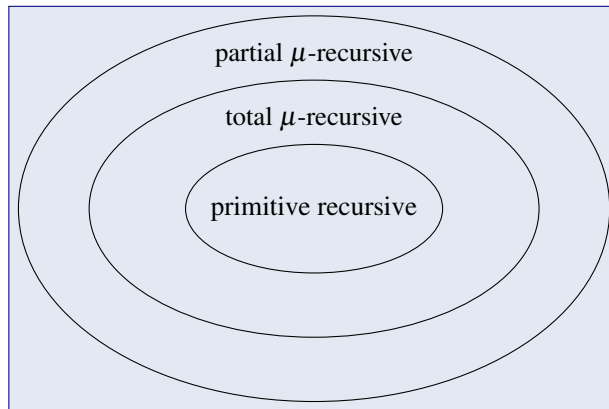 partial μ-recursive
total μ-recursive
primitive recursive